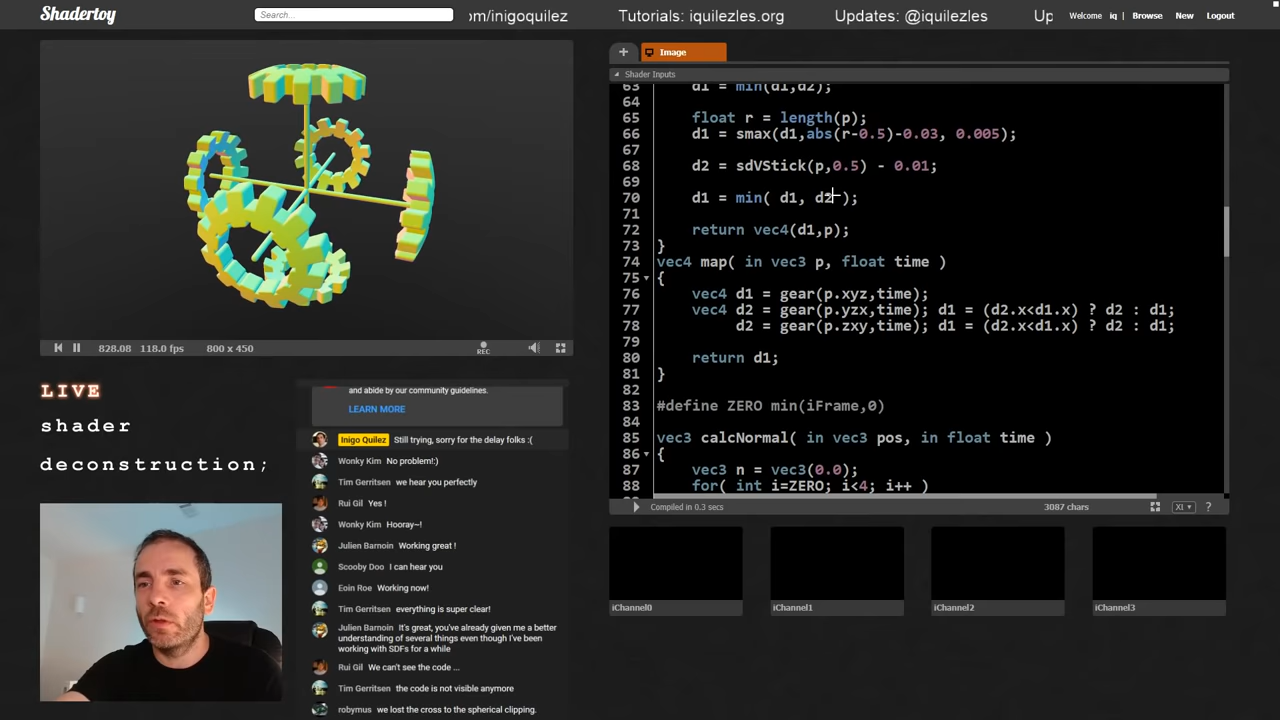 Shadertoy
Search...
om/inigoquilez
Tutorials: iquilezles.org
Updates: @iquilezles
Up
Welcome iq | Browse New Logout
+ Image
Shader Inputs
63 d1 = min(d1,d2);
64
65 float r = length(p);
66 d1 = smax(d1,abs(r-0.5)-0.03, 0.005);
67
68 d2 = sdVStick(p,0.5) - 0.01;
69
70 d1 = min( d1, d2 );
71
72 return vec4(d1,p);
73 }
74 vec4 map( in vec3 p, float time )
75 {
76 vec4 d1 = gear(p.xyz,time);
77 vec4 d2 = gear(p.yzx,time); d1 = (d2.x<d1.x) ? d2 : d1;
78 d2 = gear(p.zxy,time); d1 = (d2.x<d1.x) ? d2 : d1;
79
80 return d1;
81 }
82
83 #define ZERO min(iFrame,0)
84
85 vec3 calcNormal( in vec3 pos, in float time )
86 {
87 vec3 n = vec3(0.0);
88 for( int i=ZERO; i<4; i++ )
828.08 118.0 fps 800 x 450
REC
Compiled in 0.3 secs
3087 chars
XI
?
iChannel0
iChannel1
iChannel2
iChannel3
LIVE
shader
deconstruction;
and abide by our community guidelines.
LEARN MORE
Inigo Quilez Still trying, sorry for the delay folks :(
Wonky Kim No problem!:)
Tim Gerritsen we hear you perfectly
Rui Gil Yes !
Wonky Kim Hooray~!
Julien Barnoin Working great !
Scooby Doo I can hear you
Eoin Roe Working now!
Tim Gerritsen everything is super clear!
Julien Barnoin It's great, you've already given me a better
understanding of several things even though I've been
working with SDFs for a while
Rui Gil We can't see the code ...
Tim Gerritsen the code is not visible anymore
robymus we lost the cross to the spherical clipping.